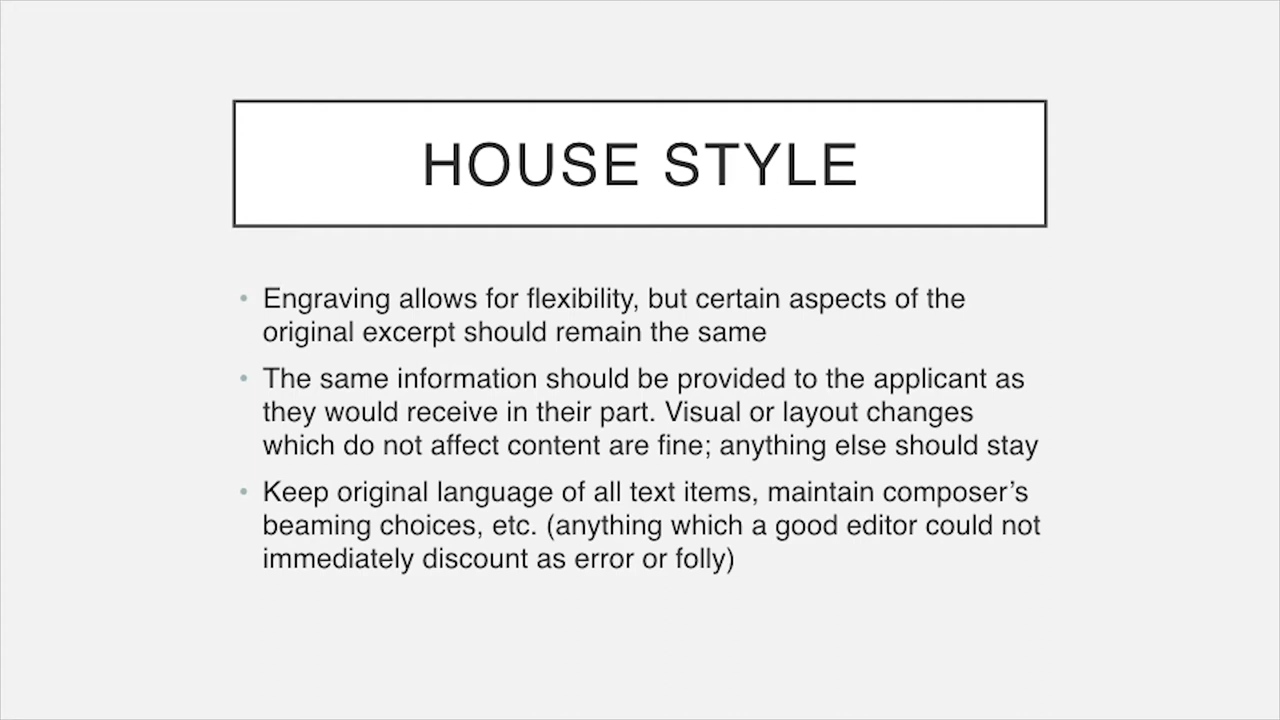 HOUSE STYLE
• Engraving allows for flexibility, but certain aspects of the
original excerpt should remain the same
• The same information should be provided to the applicant as
they would receive in their part. Visual or layout changes
which do not affect content are fine; anything else should stay
• Keep original language of all text items, maintain composer’s
beaming choices, etc. (anything which a good editor could not
immediately discount as error or folly)